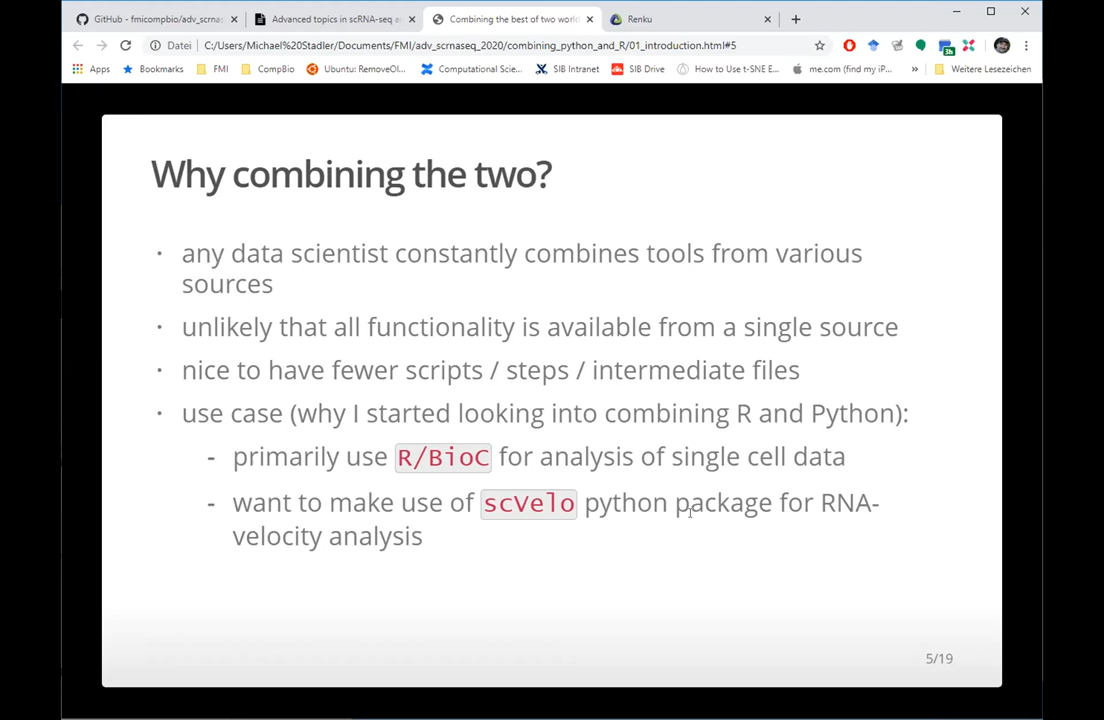 GitHub - fmicompbio/adv_scrnas
Advanced topics in scRNA-seq a
Combining the best of two worl
Renku
Datei
C:/Users/Michael%20Stadler/Documents/FMI/adv_scrnaseq_2020/combining_python_and_R/01_introduction.html#5
3h
Apps
Bookmarks
FMI
CompBio
Ubuntu: RemoveOl...
Computational Scie...
SIB Intranet
SIB Drive
How to Use t-SNE E...
me.com (find my iP...
»
Weitere Lesezeichen
Why combining the two?
· any data scientist constantly combines tools from various
sources
· unlikely that all functionality is available from a single source
· nice to have fewer scripts / steps / intermediate files
· use case (why I started looking into combining R and Python):
- primarily use R/BioC for analysis of single cell data
- want to make use of scVelo python package for RNA-
velocity analysis
5/19